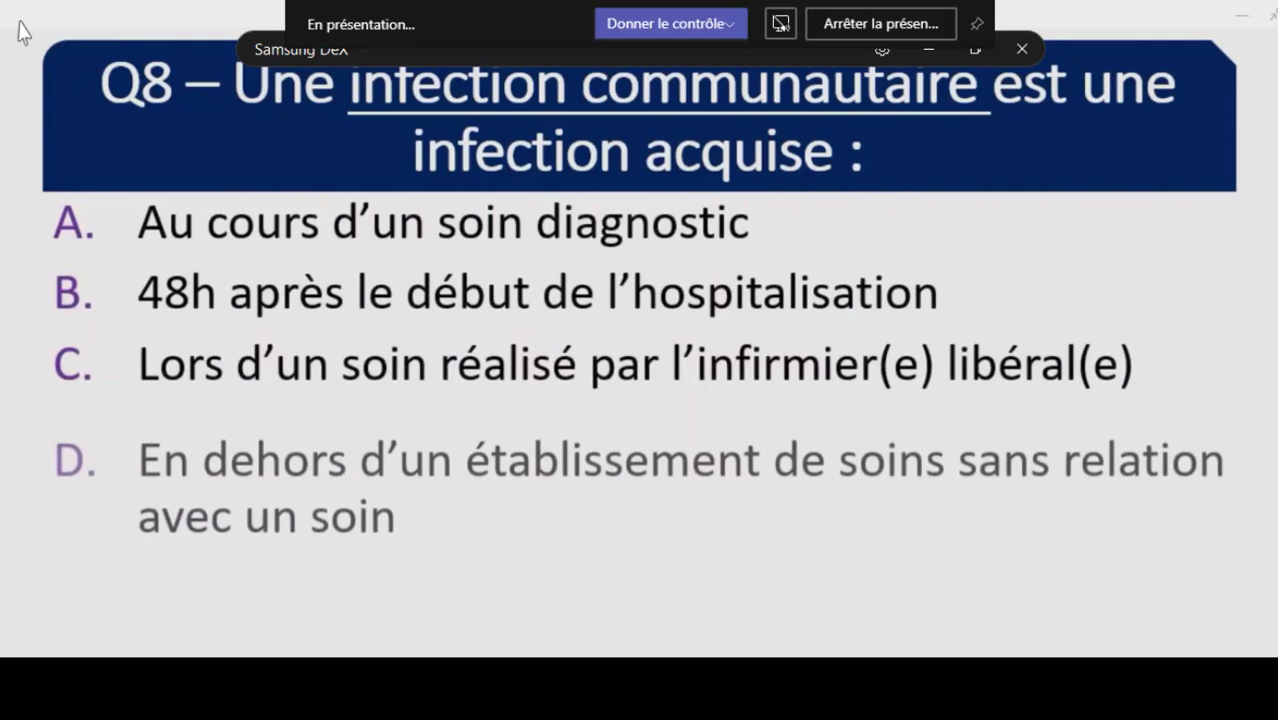 En présentation...
Donner le contrôle
Arrêter la présen...
Samsung DeX
Q8 – Une infection communautaire est une
infection acquise :
A. Au cours d’un soin diagnostic
B. 48h après le début de l’hospitalisation
C. Lors d’un soin réalisé par l’infirmier(e) libéral(e)
D. En dehors d’un établissement de soins sans relation
avec un soin